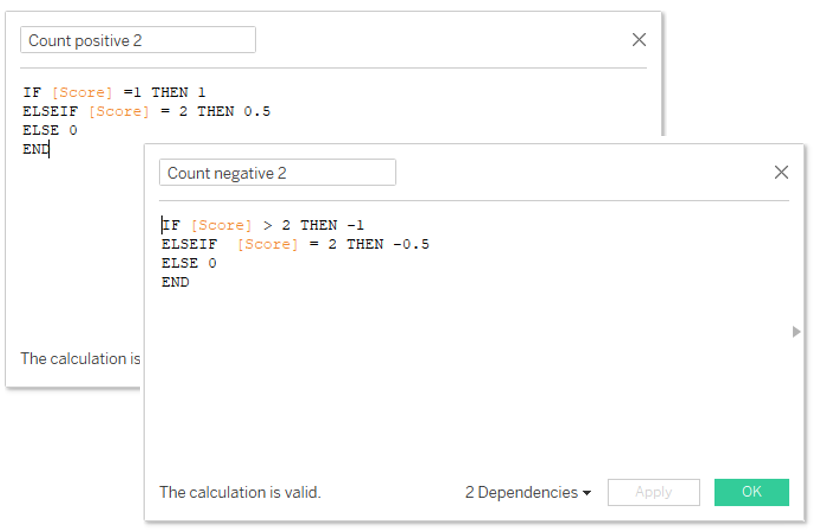 Count positive 2
IF [Score] =1 THEN 1
ELSEIF [Score] = 2 THEN 0.5
ELSE 0
END
The calculation is
Count negative 2
IF [Score] > 2 THEN -1
ELSEIF  [Score] = 2 THEN -0.5
ELSE 0
END
The calculation is valid.
2 Dependencies
Apply
OK